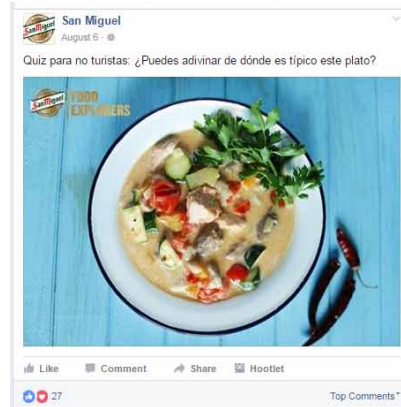 San Miguel
August 6 ·
Quiz para no turistas: ¿Puedes adivinar de dónde es típico este plato?
San Miguel
FOOD
EXPLORERS
Like Comment Share Hootlet
27 Top Comments